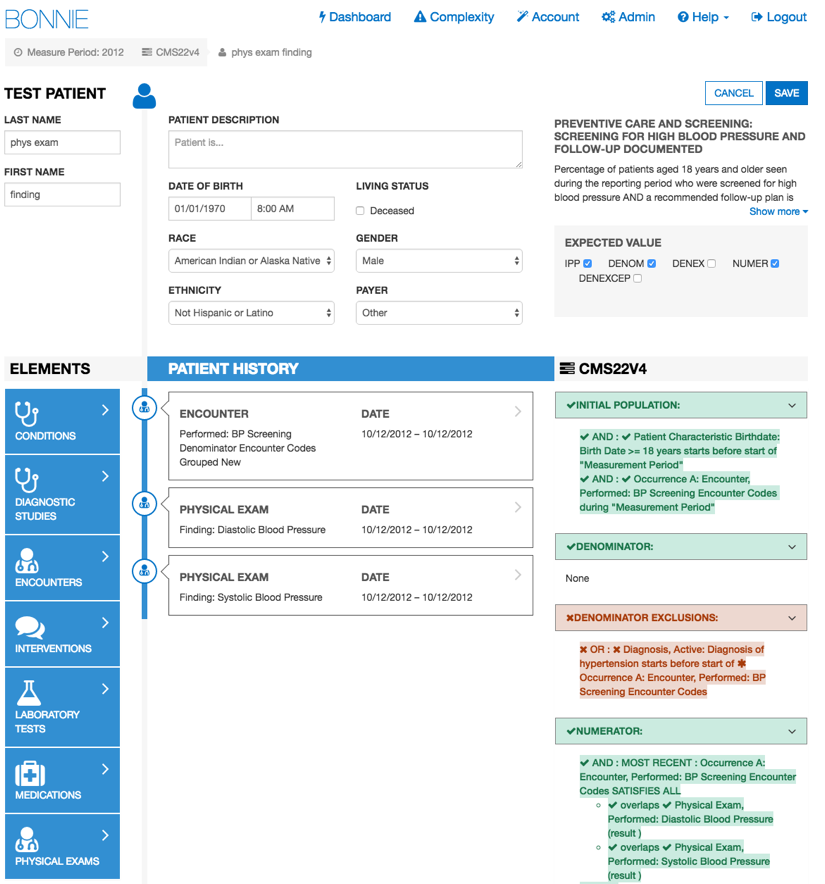 BONNIE
Dashboard
Complexity
Account
Admin
Help
Logout
Measure Period: 2012
CMS22v4
phys exam finding
TEST PATIENT
CANCEL
SAVE
LAST NAME
phys exam
FIRST NAME
finding
PATIENT DESCRIPTION
Patient is...
DATE OF BIRTH
01/01/1970
8:00 AM
LIVING STATUS
Deceased
RACE
American Indian or Alaska Native
GENDER
Male
ETHNICITY
Not Hispanic or Latino
PAYER
Other
PREVENTIVE CARE AND SCREENING:
SCREENING FOR HIGH BLOOD PRESSURE AND
FOLLOW-UP DOCUMENTED
Percentage of patients aged 18 years and older seen
during the reporting period who were screened for high
blood pressure AND a recommended follow-up plan is
Show more
EXPECTED VALUE
IPP
DENOM
DENEX
NUMER
DENEXCEP
ELEMENTS
CONDITIONS
DIAGNOSTIC
STUDIES
ENCOUNTERS
INTERVENTIONS
LABORATORY
TESTS
MEDICATIONS
PHYSICAL EXAMS
PATIENT HISTORY
ENCOUNTER
DATE
Performed: BP Screening
Denominator Encounter Codes
Grouped New
10/12/2012 – 10/12/2012
PHYSICAL EXAM
DATE
Finding: Diastolic Blood Pressure
10/12/2012 – 10/12/2012
PHYSICAL EXAM
DATE
Finding: Systolic Blood Pressure
10/12/2012 – 10/12/2012
CMS22V4
✔INITIAL POPULATION:
✔ AND : ✔ Patient Characteristic Birthdate:
Birth Date >= 18 years starts before start of
"Measurement Period"
✔ AND : ✔ Occurrence A: Encounter,
Performed: BP Screening Encounter Codes
during "Measurement Period"
✔DENOMINATOR:
None
✖DENOMINATOR EXCLUSIONS:
✖ OR : ✖ Diagnosis, Active: Diagnosis of
hypertension starts before start of ✱
Occurrence A: Encounter, Performed: BP
Screening Encounter Codes
✔NUMERATOR:
✔ AND : MOST RECENT : Occurrence A:
Encounter, Performed: BP Screening Encounter
Codes SATISFIES ALL
✔ overlaps ✔ Physical Exam,
Performed: Diastolic Blood Pressure
(result )
✔ overlaps ✔ Physical Exam,
Performed: Systolic Blood Pressure
(result )